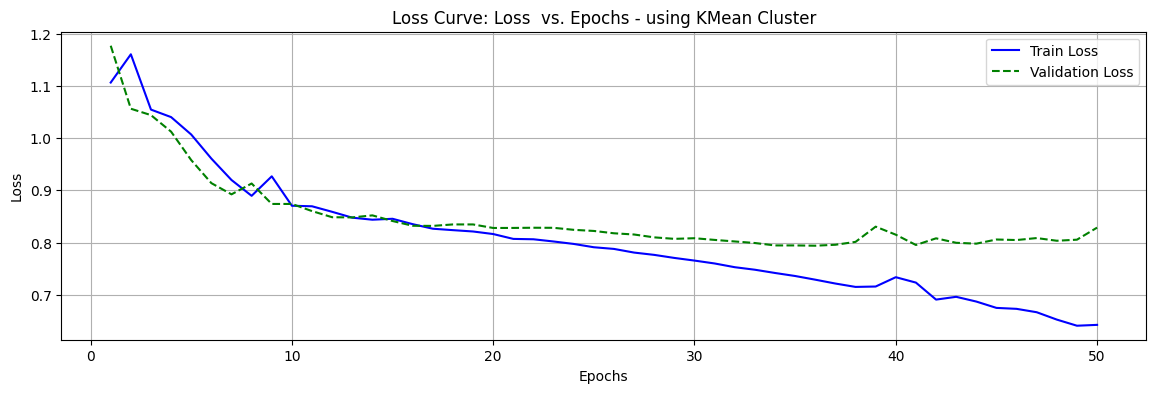 Loss Curve: Loss  vs. Epochs - using KMean Cluster
Train Loss
Validation Loss
Loss
1.2
1.1
1.0
0.9
0.8
0.7
0
10
20
30
40
50
Epochs